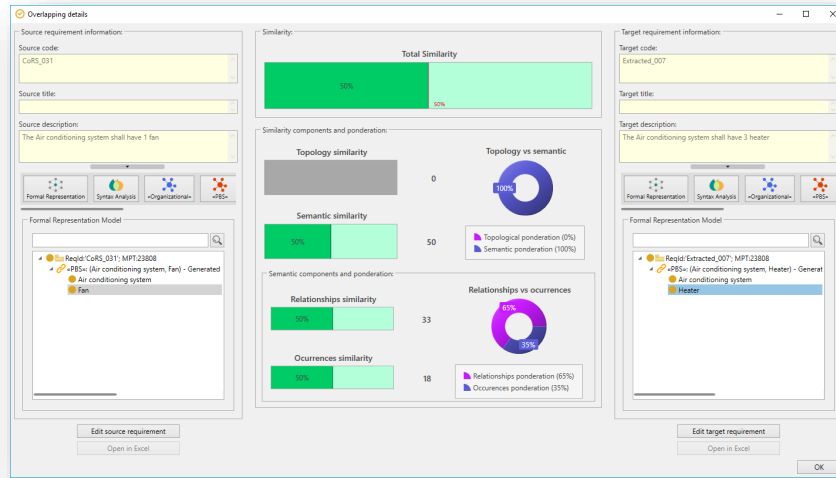 Overlapping details
Source requirement information:
Source code:
CoRS_031
Source title:
Source description:
The Air conditioning system shall have 1 fan
Formal Representation
Syntax Analysis
«Organizational»
«PBS»
Formal Representation Model
ReqId:'CoRS_031'; MPT:23808
«PBS»: (Air conditioning system, Fan) - Generated
Air conditioning system
Fan
Edit source requirement
Open in Excel
Similarity:
Total Similarity
50%
50%
Similarity components and ponderation:
Topology similarity
0
Semantic similarity
50%
50
Topology vs semantic
100%
Topological ponderation (0%)
Semantic ponderation (100%)
Semantic components and ponderation:
Relationships similarity
50%
33
Ocurrences similarity
50%
18
Relationships vs ocurrences
65%
35%
Relationships ponderation (65%)
Occurences ponderation (35%)
Target requirement information:
Target code:
Extracted_007
Target title:
Target description:
The Air conditioning system shall have 3 heater
Formal Representation
Syntax Analysis
«Organizational»
«PBS»
Formal Representation Model
ReqId:'Extracted_007'; MPT:23808
«PBS»: (Air conditioning system, Heater) - Generat
Air conditioning system
Heater
Edit target requirement
Open in Excel
OK